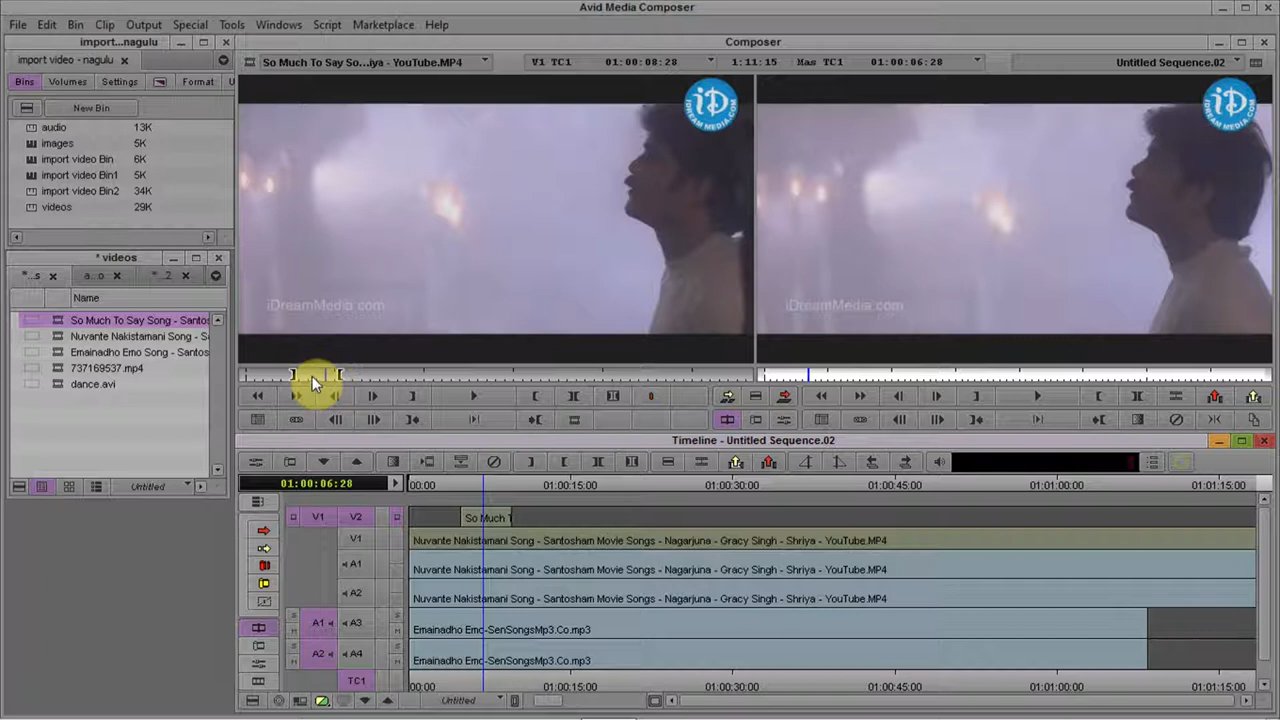 Avid Media Composer
File Edit Bin Clip Output Special Tools Windows Script Marketplace Help
import...nagulu
Composer
import video - nagulu
So Much To Say So...iya - YouTube.MP4 V1 TC1 01:00:08:28 1:11:15 Mas TC1 01:00:06:28 Untitled Sequence.02
Bins Volumes Settings Format U
New Bin
audio 13K
images 5K
import video Bin 6K
import video Bin1 5K
import video Bin2 34K
videos 29K
iD
IDREAM MEDIA.COM
iD
IDREAM MEDIA.COM
iDreamMedia.com
iDreamMedia.com
* videos
*...s a...o *...2
Name
So Much To Say Song - Santos
Nuvante Nakistamani Song - S
Emainadho Emo Song - Santos
737169537.mp4
dance.avi
Untitled
Timeline - Untitled Sequence.02
01:00:06:28
00:00 01:00:15:00 01:00:30:00 01:00:45:00 01:01:00:00 01:01:15:00
V1 V2 So Much T
V1 Nuvante Nakistamani Song - Santosham Movie Songs - Nagarjuna - Gracy Singh - Shriya - YouTube.MP4
A1 Nuvante Nakistamani Song - Santosham Movie Songs - Nagarjuna - Gracy Singh - Shriya - YouTube.MP4
A2 Nuvante Nakistamani Song - Santosham Movie Songs - Nagarjuna - Gracy Singh - Shriya - YouTube.MP4
S
M A1 A3 Emainadho Emo-SenSongsMp3.Co.mp3 S
M
S
M A2 A4 Emainadho Emo-SenSongsMp3.Co.mp3 S
M
TC1 00:00 01:00:15:00 01:00:30:00 01:00:45:00 01:01:00:00 01:01:15:00
Untitled